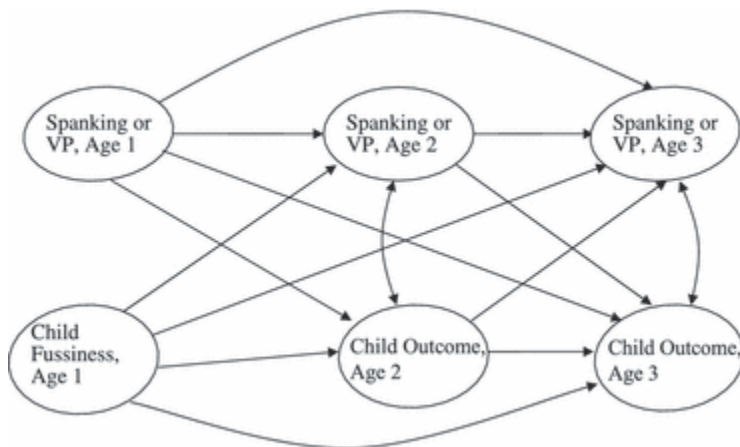 Spanking or
VP, Age 1
Spanking or
VP, Age 2
Spanking or
VP, Age 3
Child
Fussiness,
Age 1
Child Outcome,
Age 2
Child Outcome,
Age 3